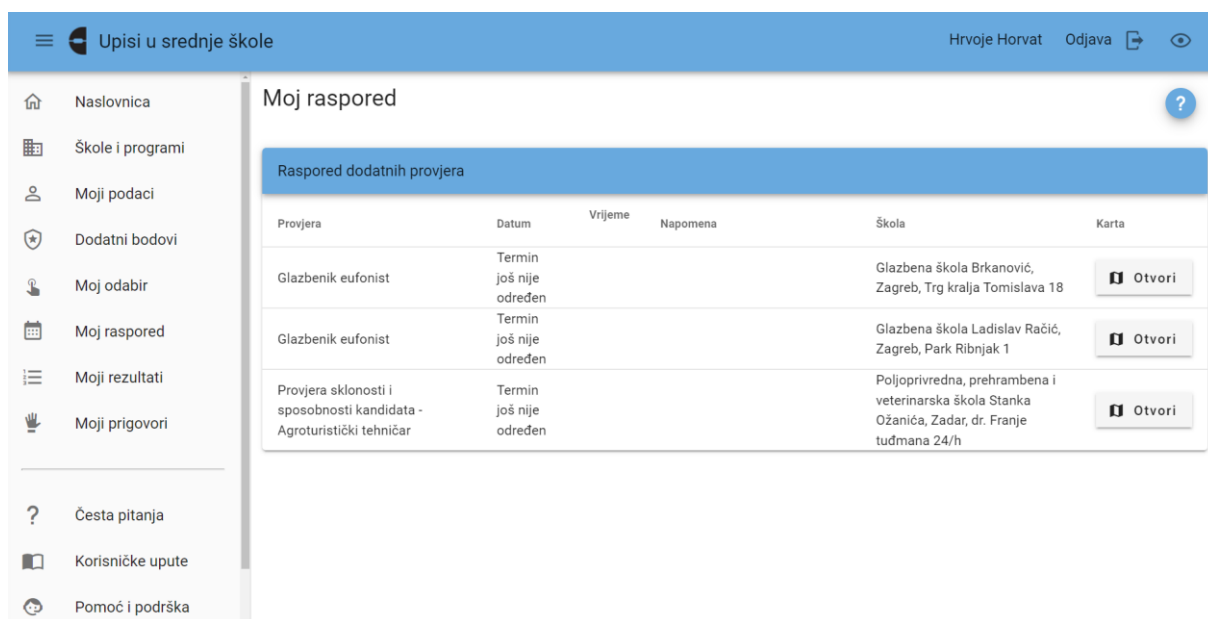 Upisi u srednje škole
Hrvoje Horvat Odjava
Naslovnica
Škole i programi
Moji podaci
Dodatni bodovi
Moj odabir
Moj raspored
Moji rezultati
Moji prigovori
Česta pitanja
Korisničke upute
Pomoć i podrška
Moj raspored
?
Raspored dodatnih provjera
Provjera Datum Vrijeme Napomena Škola Karta
Glazbenik eufonist
Termin
još nije
određen
Glazbena škola Brkanović,
Zagreb, Trg kralja Tomislava 18
Otvori
Glazbenik eufonist
Termin
još nije
određen
Glazbena škola Ladislav Račić,
Zagreb, Park Ribnjak 1
Otvori
Provjera sklonosti i
sposobnosti kandidata -
Agroturistički tehničar
Termin
još nije
određen
Poljoprivredna, prehrambena i
veterinarska škola Stanka
Ožanića, Zadar, dr. Franje
tuđmana 24/h
Otvori